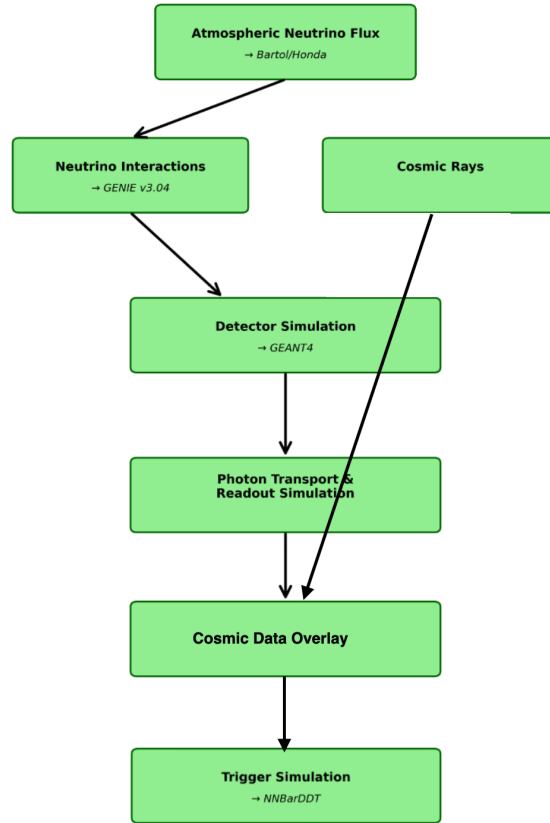 Atmospheric Neutrino Flux
→ Bartol/Honda
Neutrino Interactions
→ GENIE v3.04
Cosmic Rays
Detector Simulation
→ GEANT4
Photon Transport &
Readout Simulation
Cosmic Data Overlay
Trigger Simulation
→ NNBarDDT